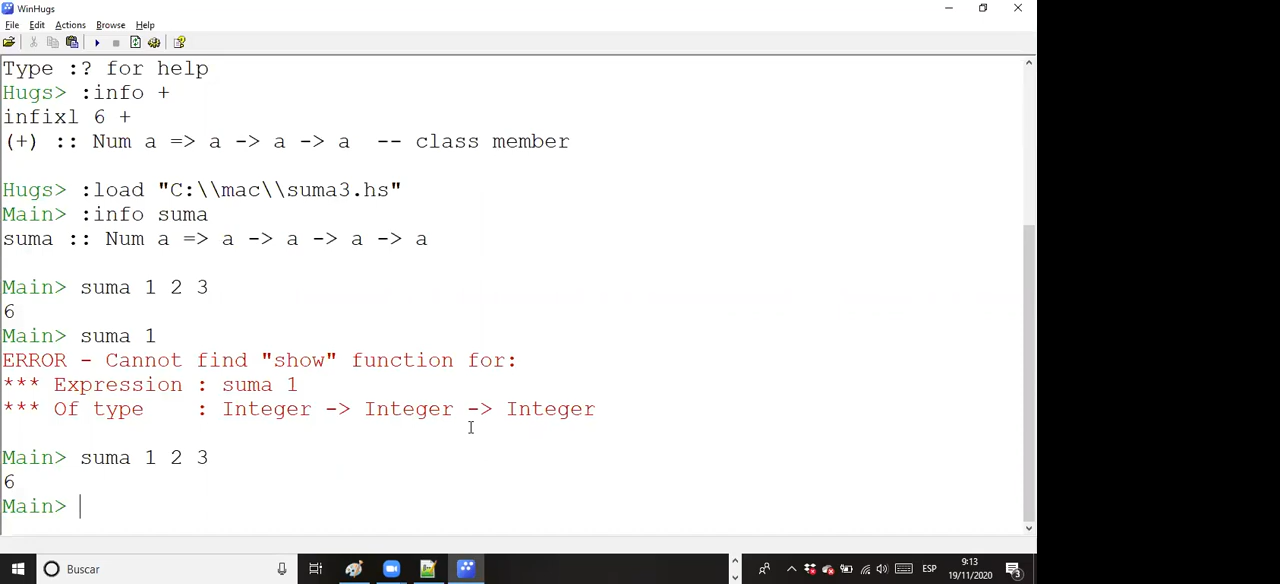 WinHugs
File Edit Actions Browse Help
Type :? for help
Hugs> :info +
infixl 6 +
(+) :: Num a => a -> a -> a  -- class member
Hugs> :load "C:\\mac\\suma3.hs"
Main> :info suma
suma :: Num a => a -> a -> a -> a
Main> suma 1 2 3
6
Main> suma 1
ERROR - Cannot find "show" function for:
*** Expression : suma 1
*** Of type    : Integer -> Integer -> Integer
Main> suma 1 2 3
6
Main>
Buscar
ESP
9:13
19/11/2020
3